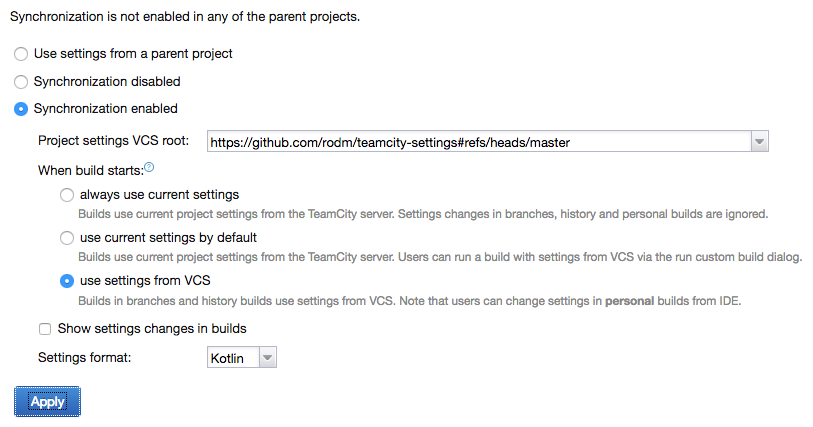 Synchronization is not enabled in any of the parent projects.
Use settings from a parent project
Synchronization disabled
Synchronization enabled
Project settings VCS root: https://github.com/rodm/teamcity-settings#refs/heads/master
When build starts:?
always use current settings
Builds use current project settings from the TeamCity server. Settings changes in branches, history and personal builds are ignored.
use current settings by default
Builds use current project settings from the TeamCity server. Users can run a build with settings from VCS via the run custom build dialog.
use settings from VCS
Builds in branches and history builds use settings from VCS. Note that users can change settings in personal builds from IDE.
Show settings changes in builds
Settings format: Kotlin
Apply